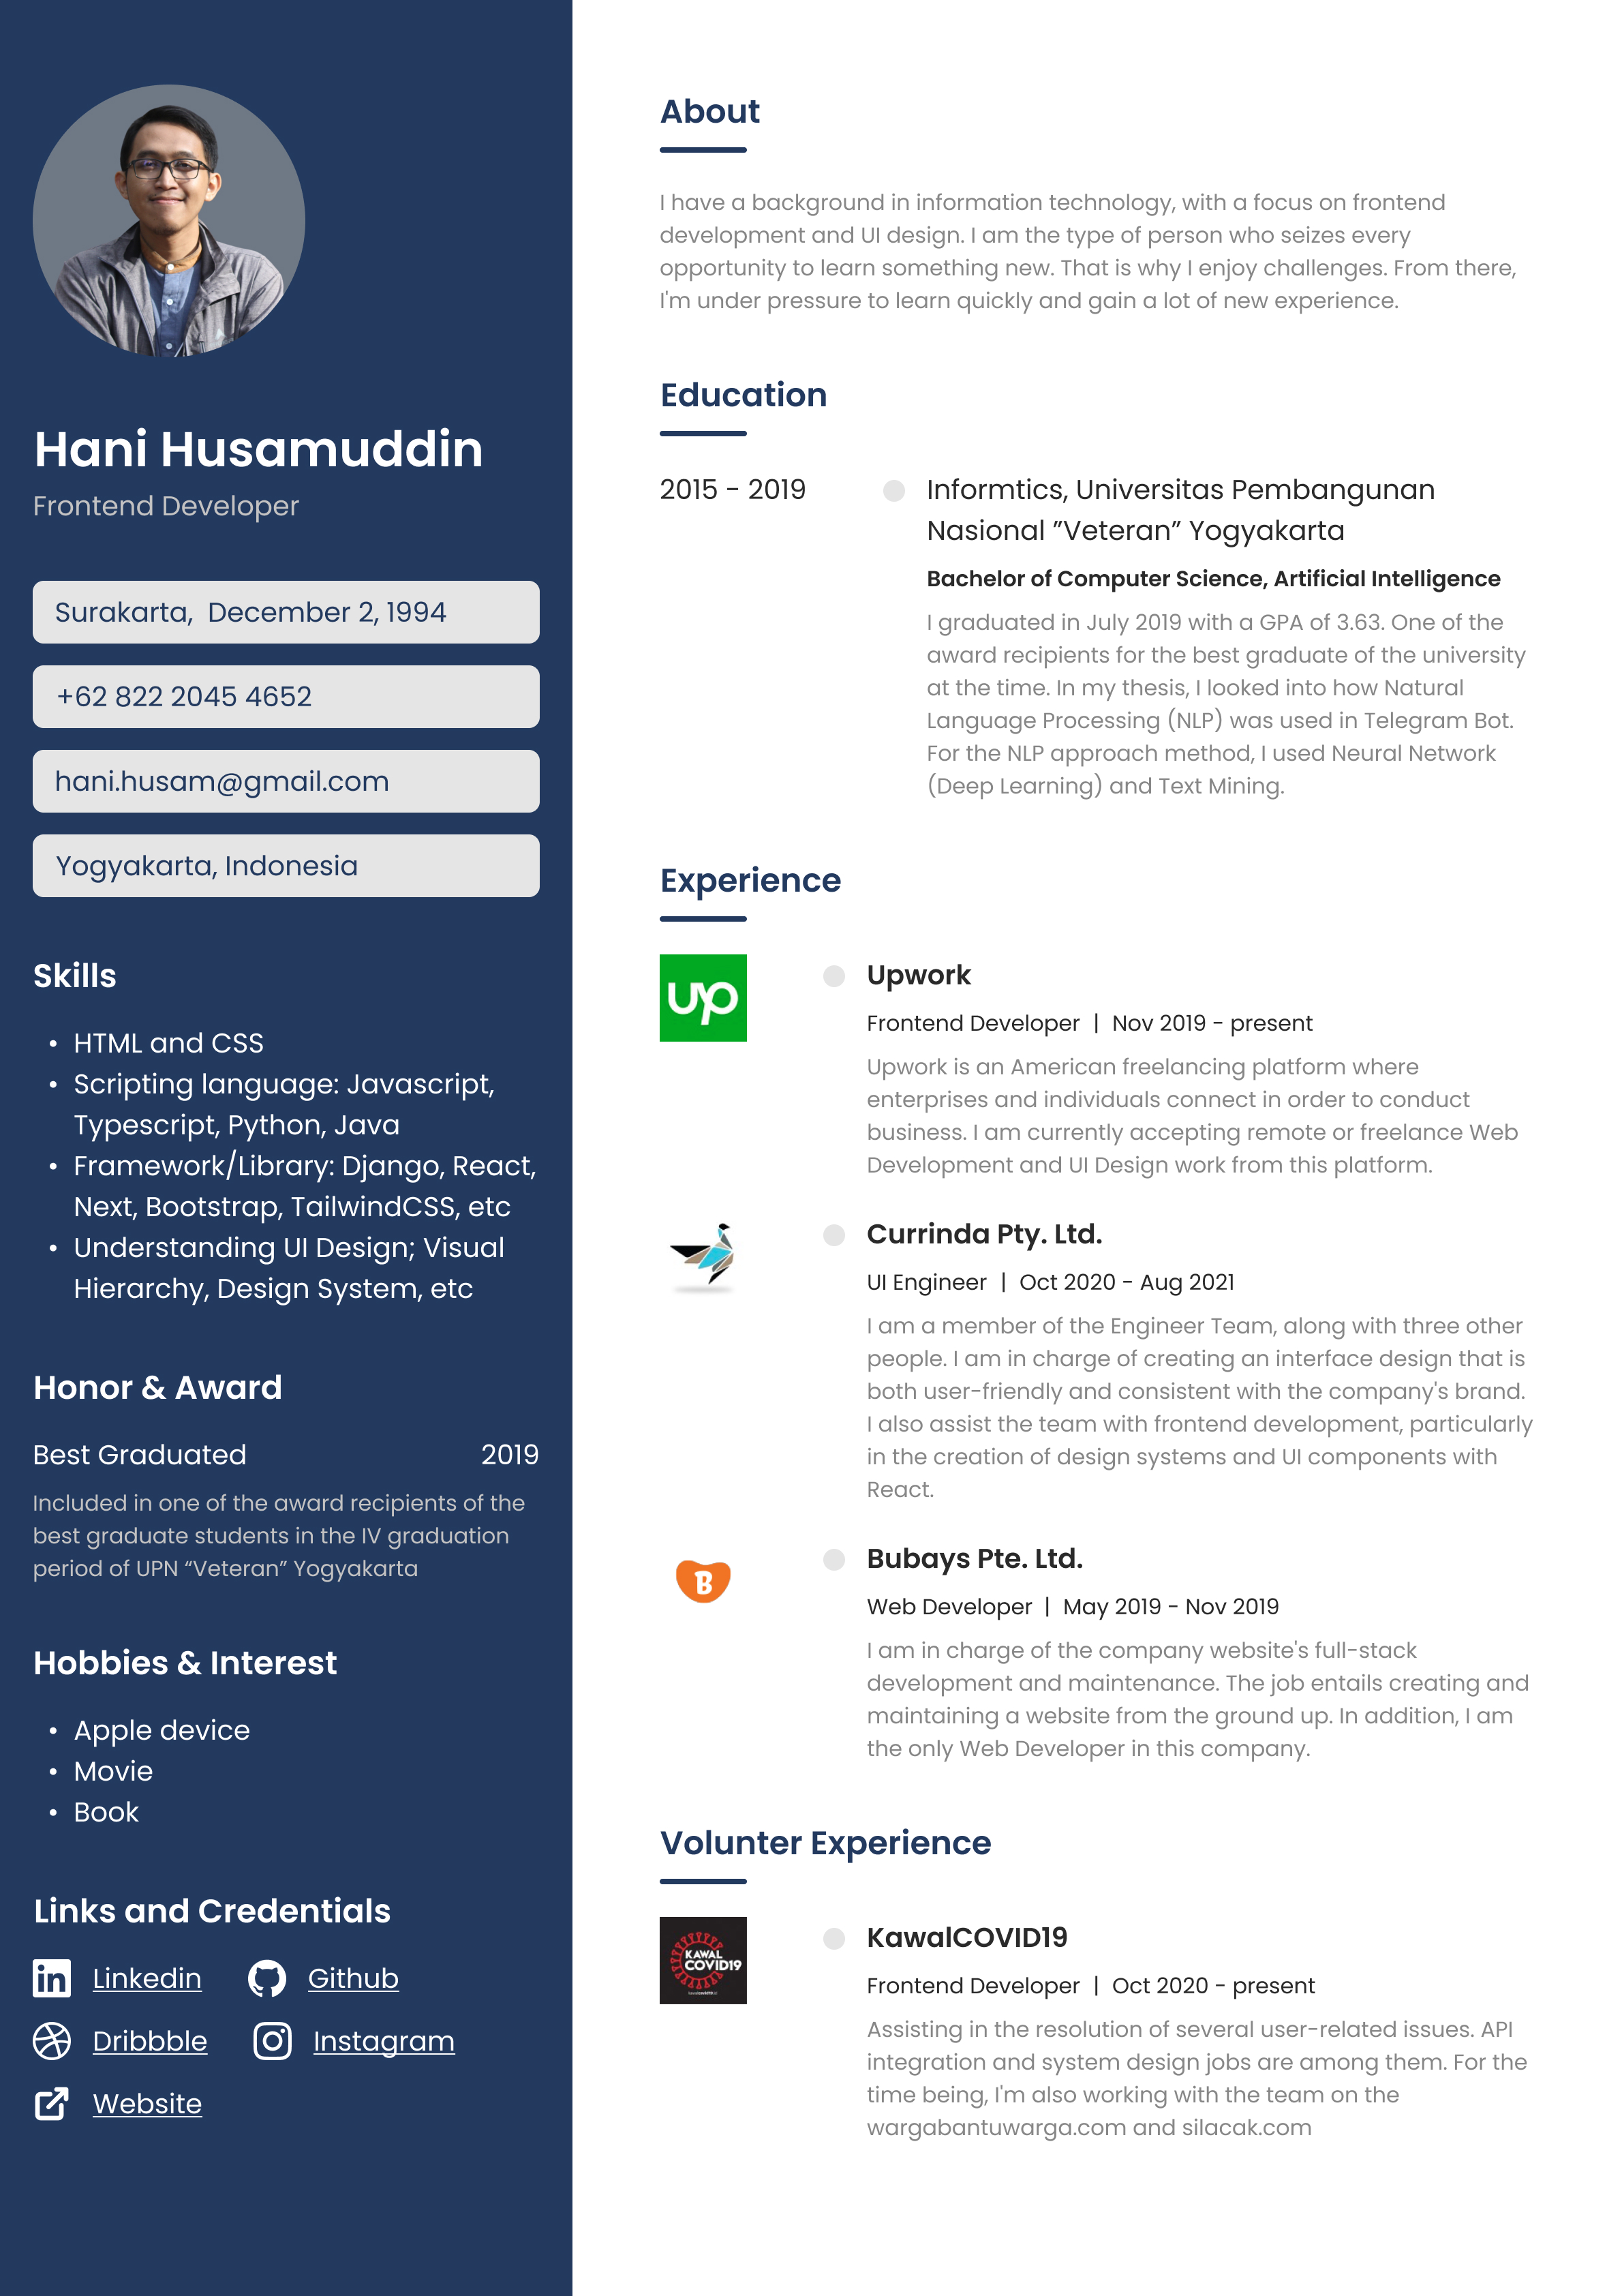 Hani Husamuddin
Frontend Developer
Surakarta,  December 2, 1994
+62 822 2045 4652
hani.husam@gmail.com
Yogyakarta, Indonesia
Skills
• HTML and CSS
• Scripting language: Javascript,
Typescript, Python, Java
• Framework/Library: Django, React,
Next, Bootstrap, TailwindCSS, etc
• Understanding UI Design; Visual
Hierarchy, Design System, etc
Honor & Award
Best Graduated 2019
Included in one of the award recipients of the
best graduate students in the IV graduation
period of UPN “Veteran” Yogyakarta
Hobbies & Interest
• Apple device
• Movie
• Book
Links and Credentials
in Linkedin Github
Dribbble Instagram
Website
About
I have a background in information technology, with a focus on frontend
development and UI design. I am the type of person who seizes every
opportunity to learn something new. That is why I enjoy challenges. From there,
I'm under pressure to learn quickly and gain a lot of new experience.
Education
2015 - 2019
Informtics, Universitas Pembangunan
Nasional ”Veteran” Yogyakarta
Bachelor of Computer Science, Artificial Intelligence
I graduated in July 2019 with a GPA of 3.63. One of the
award recipients for the best graduate of the university
at the time. In my thesis, I looked into how Natural
Language Processing (NLP) was used in Telegram Bot.
For the NLP approach method, I used Neural Network
(Deep Learning) and Text Mining.
Experience
up
Upwork
Frontend Developer | Nov 2019 - present
Upwork is an American freelancing platform where
enterprises and individuals connect in order to conduct
business. I am currently accepting remote or freelance Web
Development and UI Design work from this platform.
Currinda Pty. Ltd.
UI Engineer | Oct 2020 - Aug 2021
I am a member of the Engineer Team, along with three other
people. I am in charge of creating an interface design that is
both user-friendly and consistent with the company's brand.
I also assist the team with frontend development, particularly
in the creation of design systems and UI components with
React.
B
Bubays Pte. Ltd.
Web Developer | May 2019 - Nov 2019
I am in charge of the company website's full-stack
development and maintenance. The job entails creating and
maintaining a website from the ground up. In addition, I am
the only Web Developer in this company.
Volunter Experience
KAWAL
COVID19
KawalCOVID19
Frontend Developer | Oct 2020 - present
Assisting in the resolution of several user-related issues. API
integration and system design jobs are among them. For the
time being, I'm also working with the team on the
wargabantuwarga.com and silacak.com